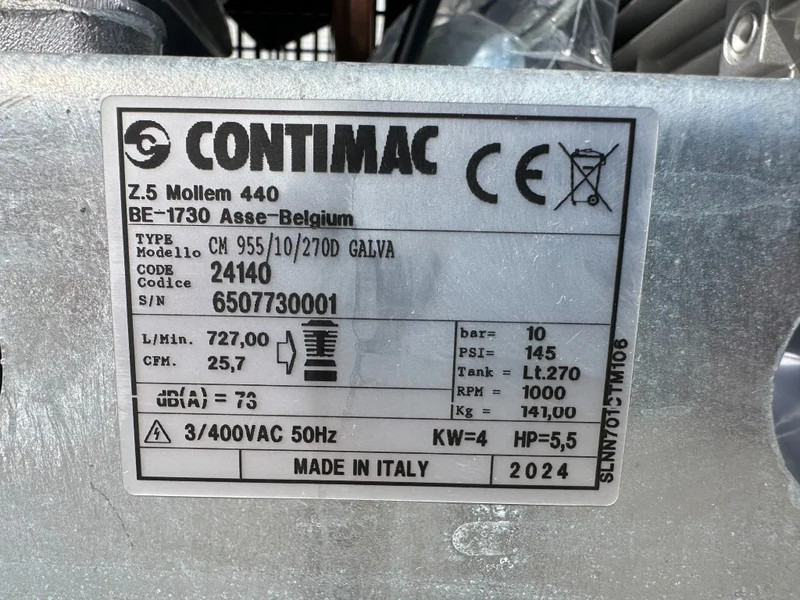 CONTIMAC CE
Z.5 Mollem 440
BE-1730 Asse-Belgium
TYPE
Modello CM 955/10/270D GALVA
CODE
Codice 24140
S/N 6507730001
L/Min. 727,00
CFM. 25,7
bar= 10
PSI= 145
Tank = Lt.270
RPM = 1000
Kg = 141,00
dB(A) = 73
3/400VAC 50Hz KW=4 HP=5,5
MADE IN ITALY 2024
SLNN701CTM106